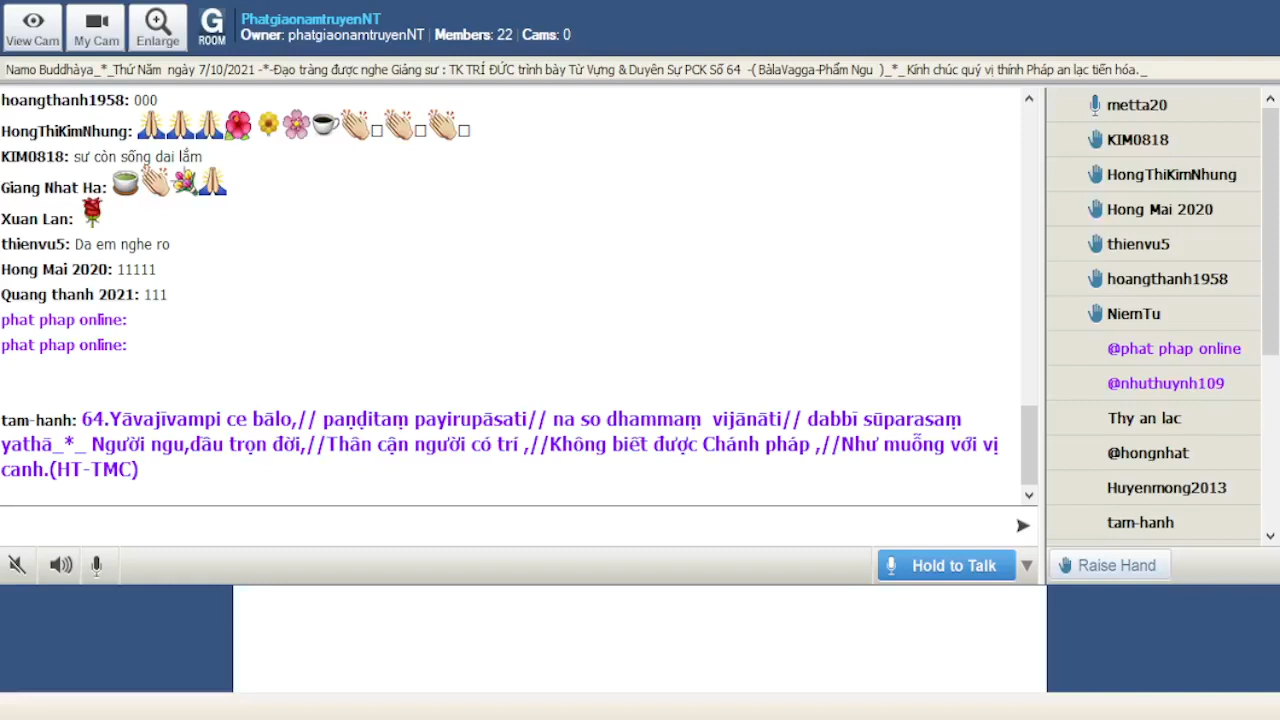 View Cam
My Cam
Enlarge
G
ROOM
PhatgiaonamtruyenNT
Owner: phatgiaonamtruyenNT | Members: 22 | Cams: 0
Namo Buddhàya_*_Thứ Năm ngày 7/10/2021 -*-Đạo tràng được nghe Giảng sư : TK TRÍ ĐỨC trình bày Từ Vựng & Duyên Sự PCK Số 64 -( BàlaVagga-Phẩm Ngu )_*_ Kính chúc quý vị thính Pháp an lạc tiến hóa. _
hoangthanh1958: 000
HongThiKimNhung: 🙏🙏🙏🌺🌼🌸☕👏🏻□👏🏻□👏🏻□
KIM0818: sư còn sống dai lắm
Giang Nhat Ha: 🍵👏🏻💐🙏
Xuan Lan: 🌹
thienvu5: Da em nghe ro
Hong Mai 2020: 11111
Quang thanh 2021: 111
phat phap online:
phat phap online:
tam-hanh: 64.Yāvajīvampi ce bālo,// paṇḍitaṃ payirupāsati// na so dhammaṃ vijānāti// dabbī sūparasaṃ
yathā_*_ Người ngu,dầu trọn đời,//Thân cận người có trí ,//Không biết được Chánh pháp ,//Như muỗng với vị
canh.(HT-TMC)
Hold to Talk
metta20
KIM0818
HongThiKimNhung
Hong Mai 2020
thienvu5
hoangthanh1958
NiemTu
@phat phap online
@nhuthuynh109
Thy an lac
@hongnhat
Huyenmong2013
tam-hanh
Raise Hand